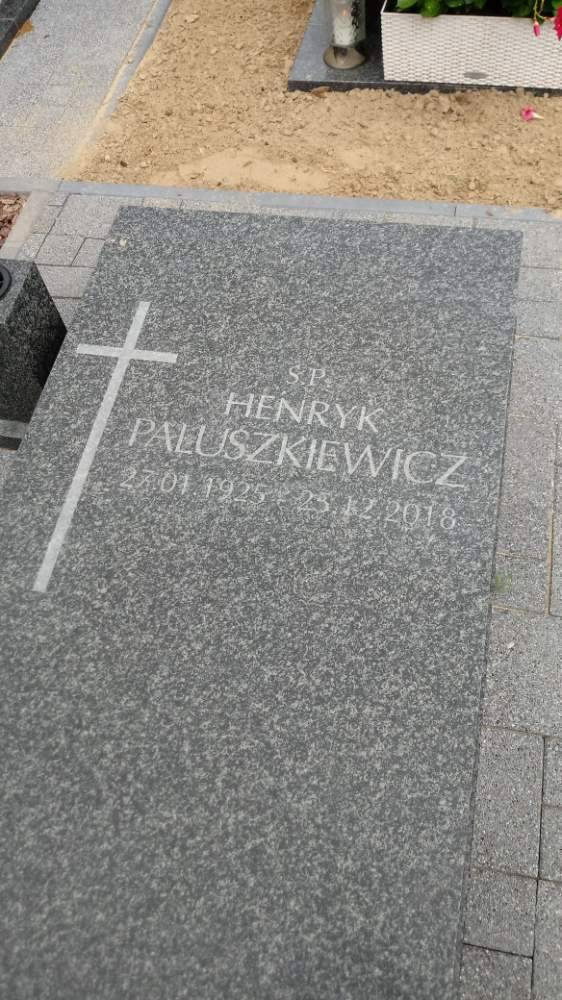 Ś.P.
HENRYK
PALUSZKIEWICZ
27.01.1925 - 25.12.2018